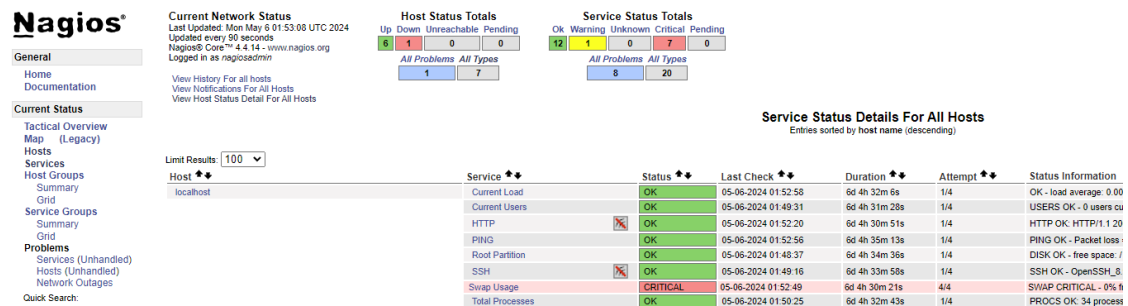 Nagios®
General
Home
Documentation
Current Status
Tactical Overview
Map (Legacy)
Hosts
Services
Host Groups
Summary
Grid
Service Groups
Summary
Grid
Problems
Services (Unhandled)
Hosts (Unhandled)
Network Outages
Quick Search:
Current Network Status
Last Updated: Mon May 6 01:53:08 UTC 2024
Updated every 90 seconds
Nagios® Core™ 4.4.14 - www.nagios.org
Logged in as nagiosadmin
View History For all hosts
View Notifications For All Hosts
View Host Status Detail For All Hosts
Host Status Totals
Up Down Unreachable Pending
6 1 0 0
All Problems All Types
1 7
Service Status Totals
Ok Warning Unknown Critical Pending
12 1 0 7 0
All Problems All Types
8 20
Service Status Details For All Hosts
Entries sorted by host name (descending)
Limit Results: 100
Host Service Status Last Check Duration Attempt Status Information
localhost Current Load OK 05-06-2024 01:52:58 6d 4h 32m 6s 1/4 OK - load average: 0.00
Current Users OK 05-06-2024 01:49:31 6d 4h 31m 28s 1/4 USERS OK - 0 users cu
HTTP OK 05-06-2024 01:52:20 6d 4h 30m 51s 1/4 HTTP OK: HTTP/1.1 20
PING OK 05-06-2024 01:52:56 6d 4h 35m 13s 1/4 PING OK - Packet loss
Root Partition OK 05-06-2024 01:48:37 6d 4h 34m 36s 1/4 DISK OK - free space: /
SSH OK 05-06-2024 01:49:16 6d 4h 33m 58s 1/4 SSH OK - OpenSSH_8.
Swap Usage CRITICAL 05-06-2024 01:52:49 6d 4h 30m 21s 4/4 SWAP CRITICAL - 0% f
Total Processes OK 05-06-2024 01:50:25 6d 4h 32m 43s 1/4 PROCS OK: 34 process